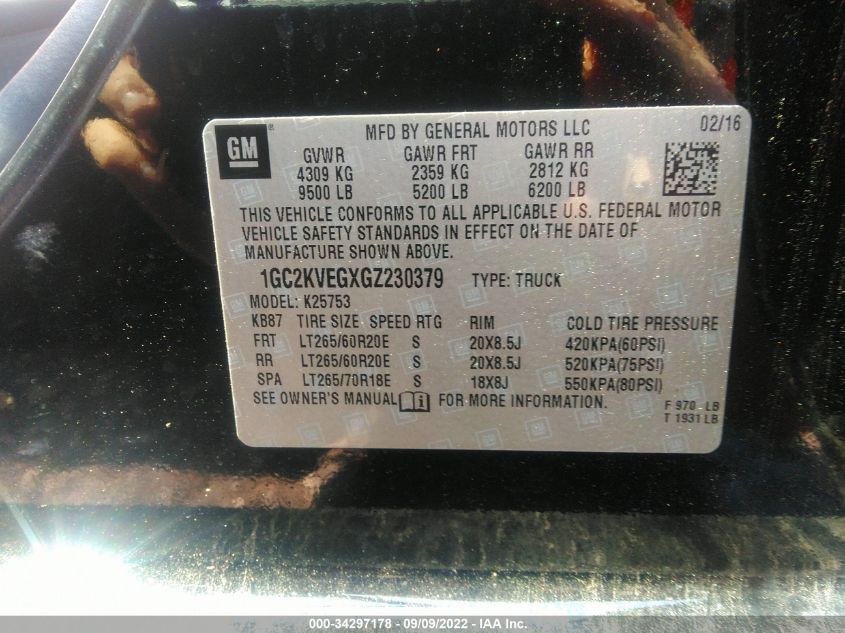 GM ®
MFD BY GENERAL MOTORS LLC 02/16
GVWR GAWR FRT GAWR RR
4309 KG 2359 KG 2812 KG
9500 LB 5200 LB 6200 LB
THIS VEHICLE CONFORMS TO ALL APPLICABLE U.S. FEDERAL MOTOR
VEHICLE SAFETY STANDARDS IN EFFECT ON THE DATE OF
MANUFACTURE SHOWN ABOVE.
1GC2KVEGXGZ230379 TYPE: TRUCK
MODEL: K25753
KB87 TIRE SIZE SPEED RTG RIM COLD TIRE PRESSURE
FRT LT265/60R20E S 20X8.5J 420KPA(60PSI)
RR LT265/60R20E S 20X8.5J 520KPA(75PSI)
SPA LT265/70R18E S 18X8J 550KPA(80PSI)
SEE OWNER'S MANUAL i FOR MORE INFORMATION.
F 970 LB
T 1931 LB
000-34297178 - 09/09/2022 - IAA Inc.